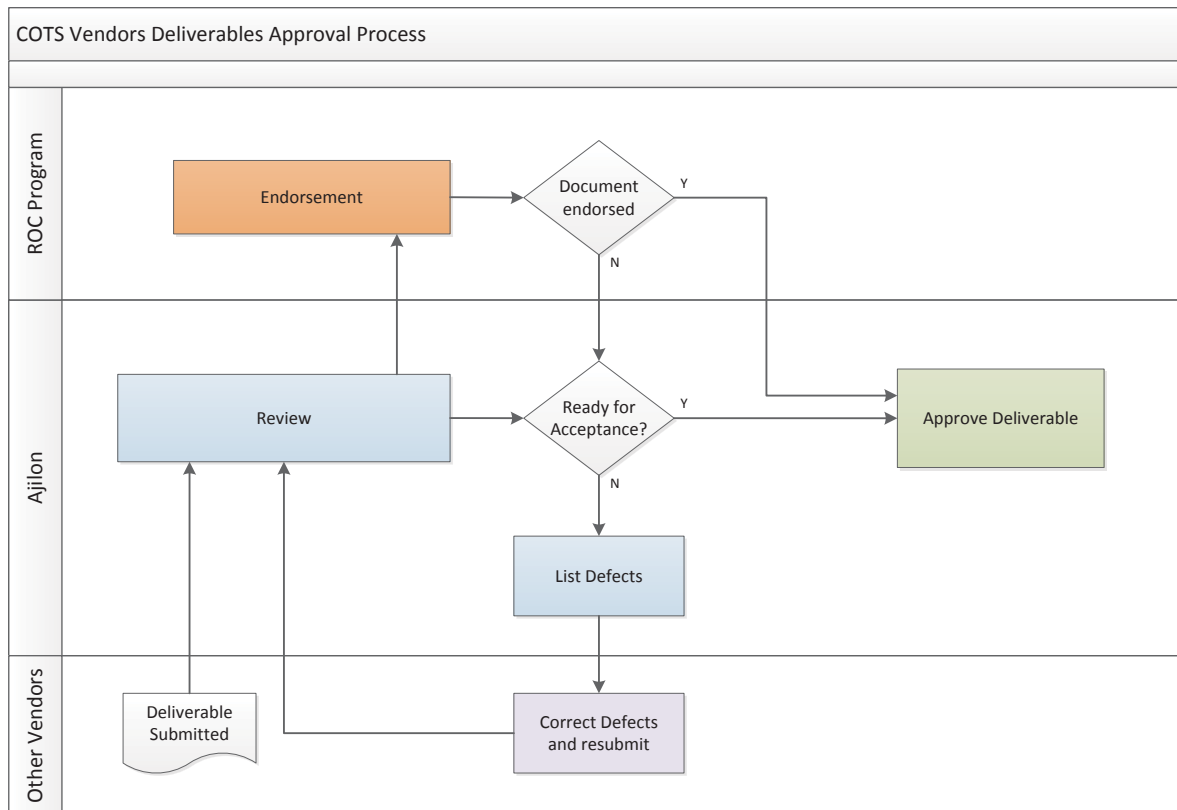 COTS Vendors Deliverables Approval Process
ROC Program
Endorsement
Document
endorsed
Y
N
Ajilon
Review
Ready for
Acceptance?
Y
N
Approve Deliverable
List Defects
Other Vendors
Deliverable
Submitted
Correct Defects
and resubmit